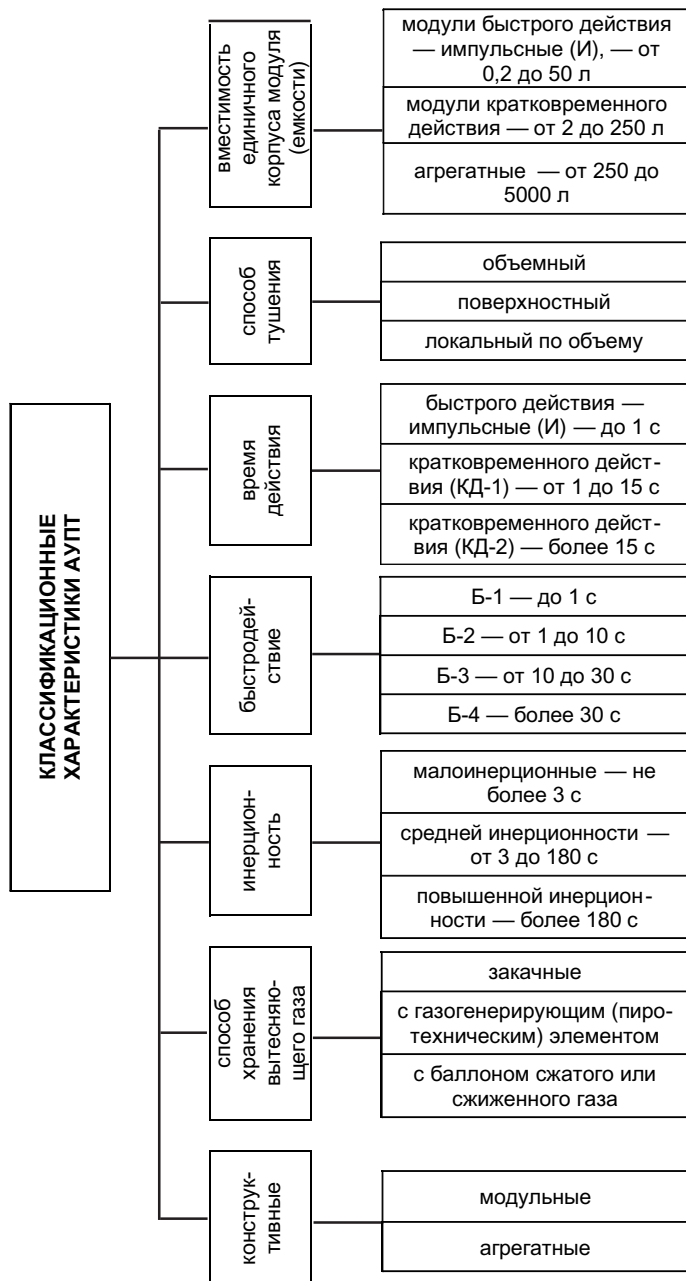 КЛАССИФИКАЦИОННЫЕ
ХАРАКТЕРИСТИКИ АУПТ
вместимость
единичного
корпуса модуля
(емкости)
модули быстрого действия
— импульсные (И), — от
0,2 до 50 л
модули кратковременного
действия — от 2 до 250 л
агрегатные — от 250 до
5000 л
способ
тушения
объемный
поверхностный
локальный по объему
время
действия
быстрого действия —
импульсные (И) — до 1 с
кратковременного дейст-
вия (КД-1) — от 1 до 15 с
кратковременного дейст-
вия (КД-2) — более 15 с
быстродей-
ствие
Б-1 — до 1 с
Б-2 — от 1 до 10 с
Б-3 — от 10 до 30 с
Б-4 — более 30 с
инерцион-
ность
малоинерционные — не
более 3 с
средней инерционности —
от 3 до 180 с
повышенной инерцион-
ности — более 180 с
способ
хранения
вытесняю-
щего газа
закачные
с газогенерирующим (пиро-
техническим) элементом
с баллоном сжатого или
сжиженного газа
конструк-
тивные
модульные
агрегатные